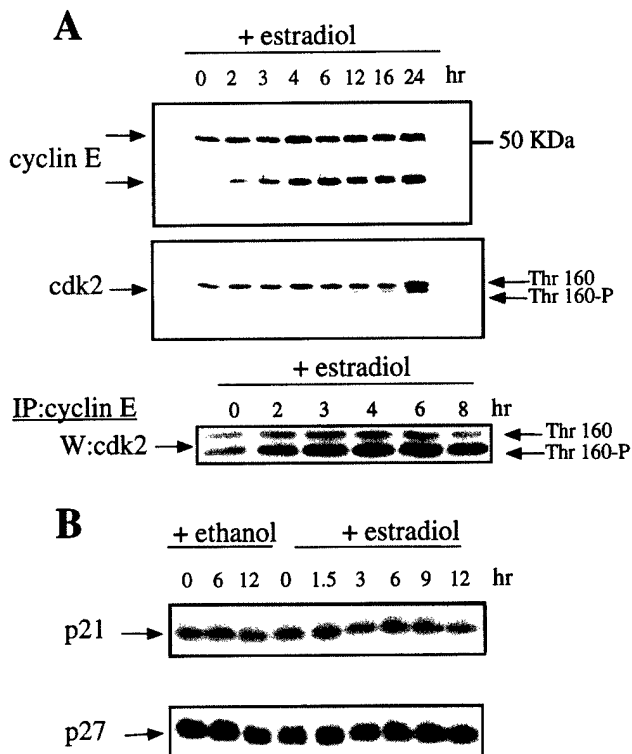 A
+ estradiol
0 2 3 4 6 12 16 24 hr
cyclin E
50 KDa
cdk2
Thr 160
Thr 160-P
+ estradiol
IP:cyclin E
0 2 3 4 6 8 hr
W:cdk2
Thr 160
Thr 160-P
B
+ ethanol + estradiol
0 6 12 0 1.5 3 6 9 12 hr
p21
p27